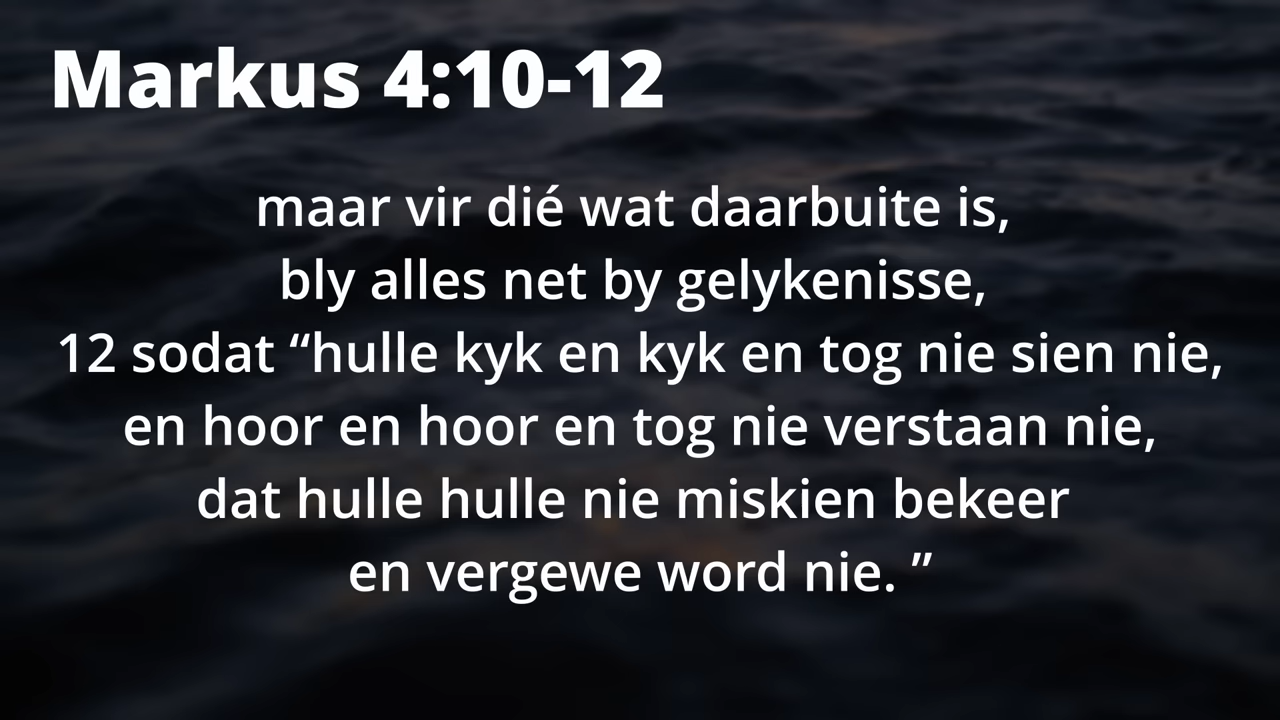 Markus 4:10-12
maar vir dié wat daarbuite is,
bly alles net by gelykenisse,
12 sodat “hulle kyk en kyk en tog nie sien nie,
en hoor en hoor en tog nie verstaan nie,
dat hulle hulle nie miskien bekeer
en vergewe word nie. ”